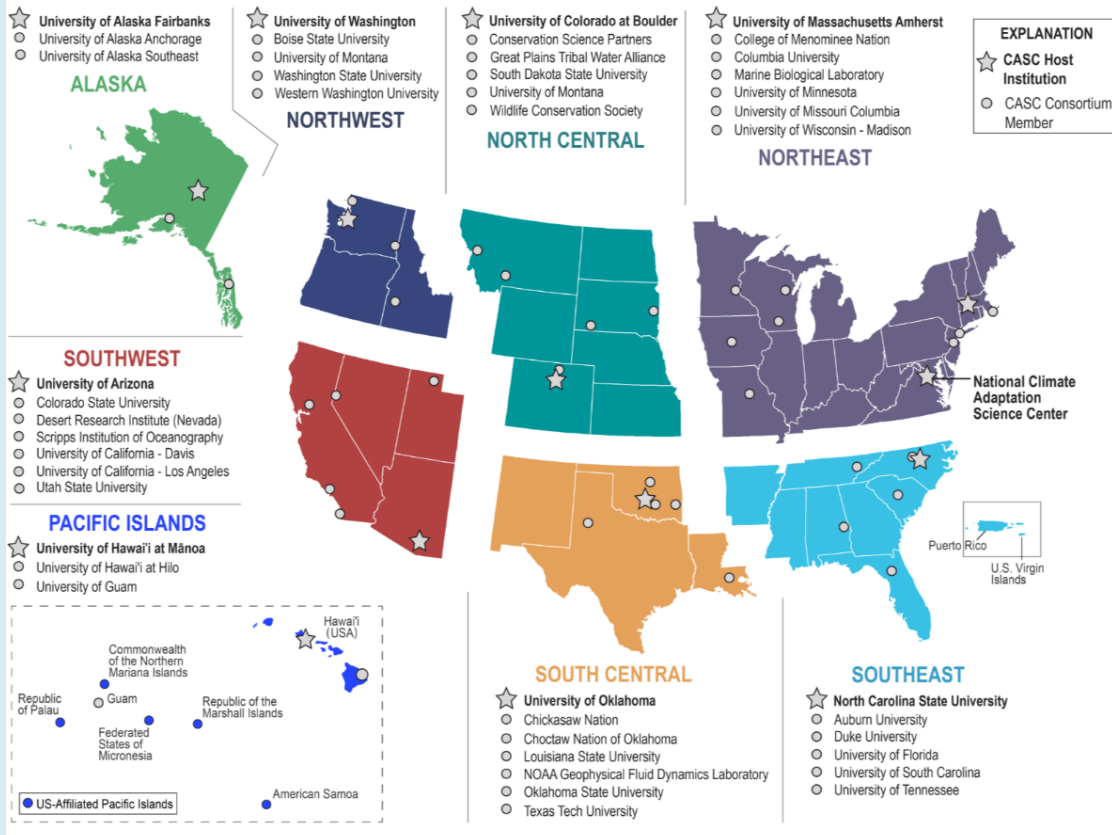 University of Alaska Fairbanks
University of Alaska Anchorage
University of Alaska Southeast
ALASKA
University of Washington
Boise State University
University of Montana
Washington State University
Western Washington University
NORTHWEST
University of Colorado at Boulder
Conservation Science Partners
Great Plains Tribal Water Alliance
South Dakota State University
University of Montana
Wildlife Conservation Society
NORTH CENTRAL
University of Massachusetts Amherst
College of Menominee Nation
Columbia University
Marine Biological Laboratory
University of Minnesota
University of Missouri Columbia
University of Wisconsin - Madison
NORTHEAST
EXPLANATION
CASC Host
Institution
CASC Consortium
Member
National Climate
Adaptation
Science Center
SOUTHWEST
University of Arizona
Colorado State University
Desert Research Institute (Nevada)
Scripps Institution of Oceanography
University of California - Davis
University of California - Los Angeles
Utah State University
PACIFIC ISLANDS
University of Hawai'i at Mānoa
University of Hawai'i at Hilo
University of Guam
Hawai'i
(USA)
Commonwealth
of the Northern
Mariana Islands
Guam
Republic
of Palau
Federated
States of
Micronesia
Republic of the
Marshall Islands
American Samoa
US-Affiliated Pacific Islands
Puerto Rico
U.S. Virgin
Islands
SOUTH CENTRAL
University of Oklahoma
Chickasaw Nation
Choctaw Nation of Oklahoma
Louisiana State University
NOAA Geophysical Fluid Dynamics Laboratory
Oklahoma State University
Texas Tech University
SOUTHEAST
North Carolina State University
Auburn University
Duke University
University of Florida
University of South Carolina
University of Tennessee